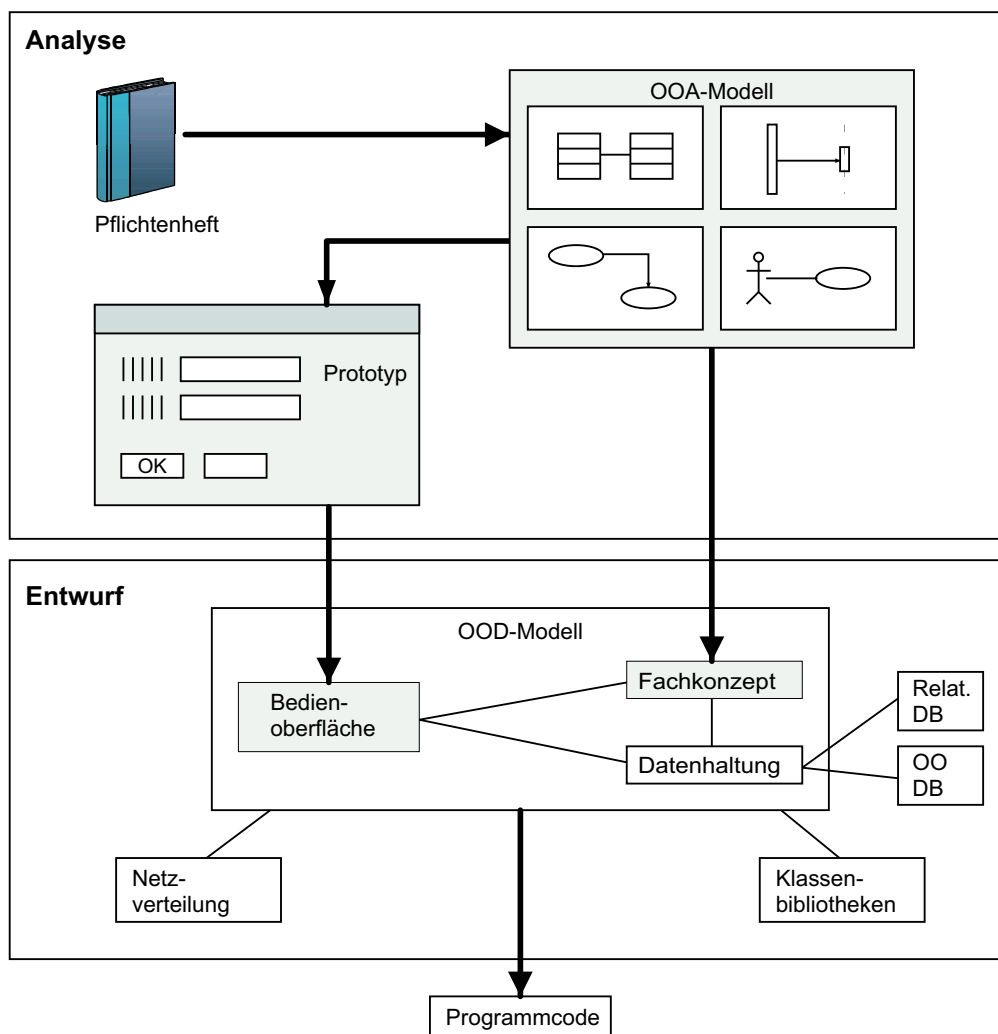 Analyse
OOA-Modell
Pflichtenheft
Prototyp
OK
Entwurf
OOD-Modell
Bedien-
oberfläche
Fachkonzept
Datenhaltung
Relat.
DB
OO
DB
Netz-
verteilung
Klassen-
bibliotheken
Programmcode